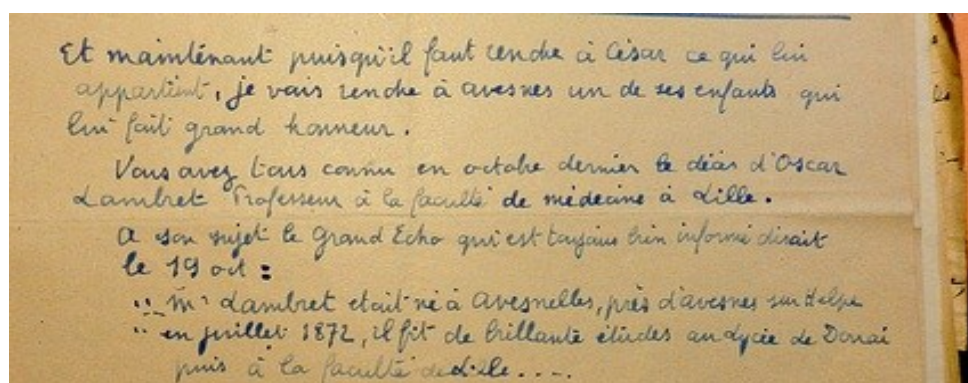 Et maintenant puisqu'il faut rendre à César ce qui lui
appartient, je vais rendre à avesnes un de ses enfants qui
lui fait grand honneur.
Vous avez tous connu en octobre dernier le décès d'Oscar
Lambret Professeur à la faculté de médecine à Lille.
A son sujet le Grand Echo qui est toujours bien informé disait
le 19 oct :
" Mr Lambret etait né à Avesnelles, près d'avesnes sur Helpe
" en juillet 1872, il fit de brillante études au Lycée de Douai
puis à la faculté de Lille....